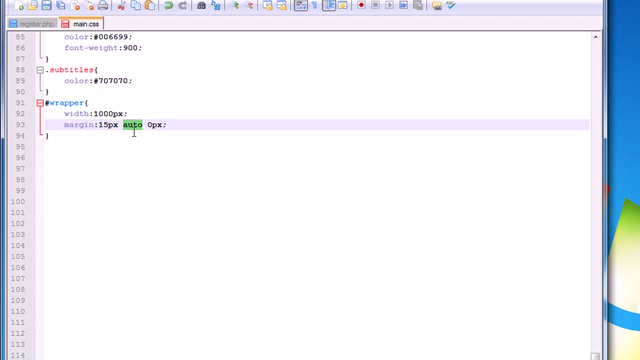 register.php main.css
85 color:#006699;
86 font-weight:900;
87 }
88 .subtitles{
89 color:#707070;
90 }
91 #wrapper{
92 width:1000px;
93 margin:15px auto 0px;
94 }
95
96
97
98
99
100
101
102
103
104
105
106
107
108
109
110
111
112
113
114